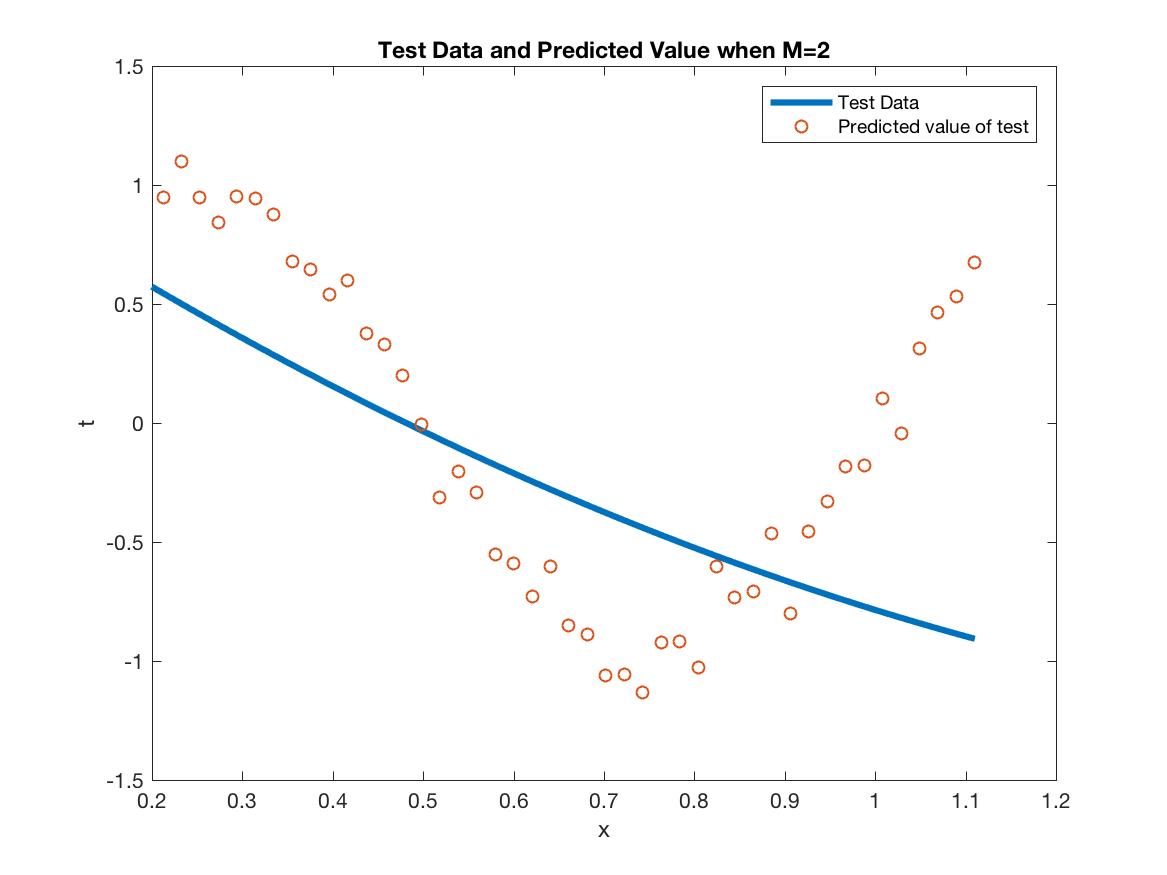 Test Data and Predicted Value when M=2
1.5
1
0.5
0
-0.5
-1
-1.5
t
Test Data
Predicted value of test
0.2 0.3 0.4 0.5 0.6 0.7 0.8 0.9 1 1.1 1.2
x